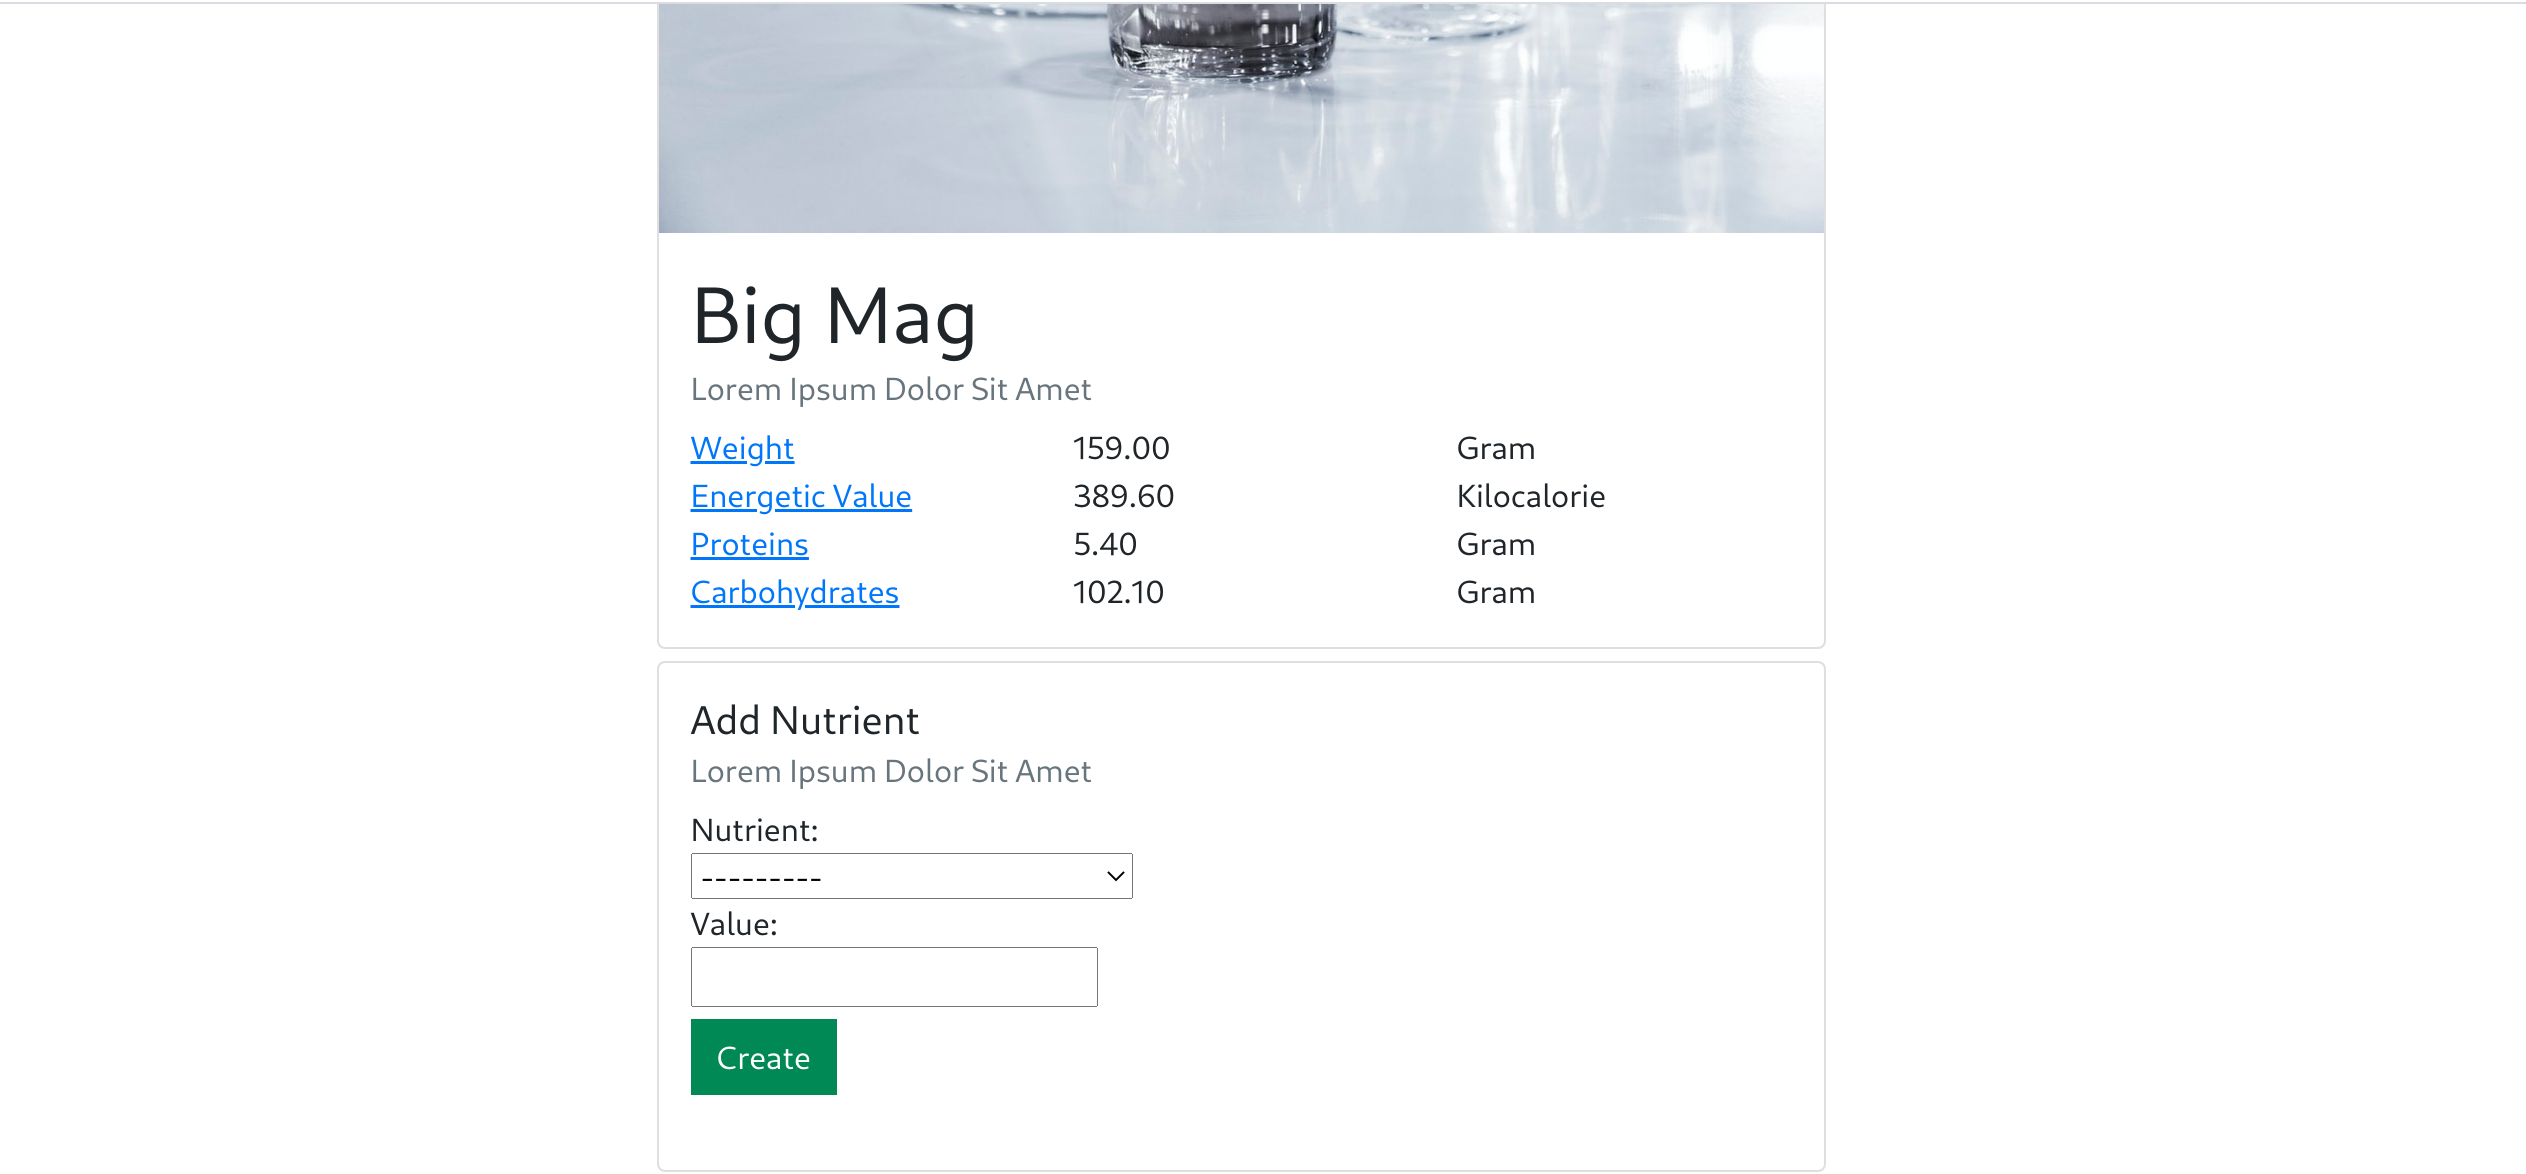 Big Mag
Lorem Ipsum Dolor Sit Amet
Weight 159.00 Gram
Energetic Value 389.60 Kilocalorie
Proteins 5.40 Gram
Carbohydrates 102.10 Gram
Add Nutrient
Lorem Ipsum Dolor Sit Amet
Nutrient:
---------
Value:
Create